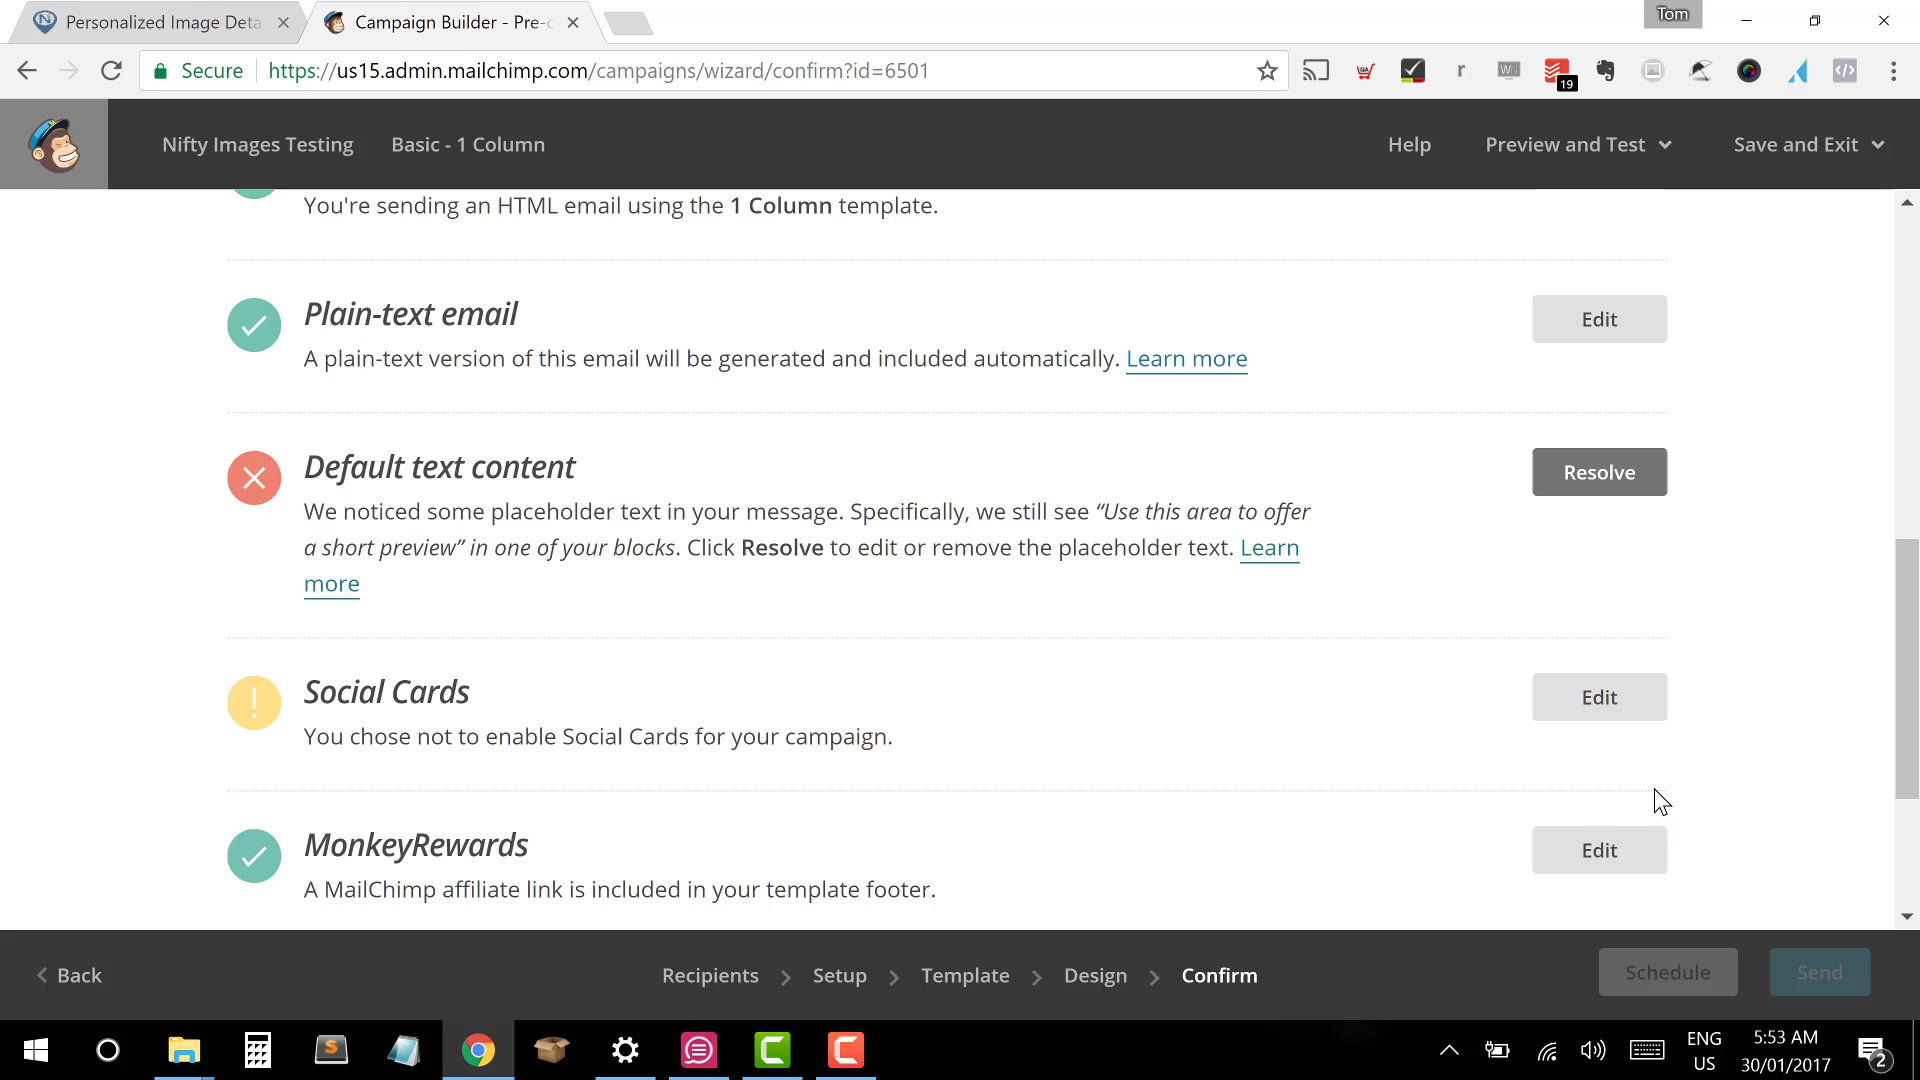 Personalized Image Deta
Campaign Builder - Pre-d
Tom
Secure
https://us15.admin.mailchimp.com/campaigns/wizard/confirm?id=6501
r
19
Nifty Images Testing
Basic - 1 Column
Help
Preview and Test
Save and Exit
You're sending an HTML email using the 1 Column template.
Plain-text email
Edit
A plain-text version of this email will be generated and included automatically. Learn more
Default text content
Resolve
We noticed some placeholder text in your message. Specifically, we still see “Use this area to offer
a short preview” in one of your blocks. Click Resolve to edit or remove the placeholder text. Learn
more
Social Cards
Edit
You chose not to enable Social Cards for your campaign.
MonkeyRewards
Edit
A MailChimp affiliate link is included in your template footer.
Back
Recipients
Setup
Template
Design
Confirm
Schedule
Send
ENG
US
5:53 AM
30/01/2017
2